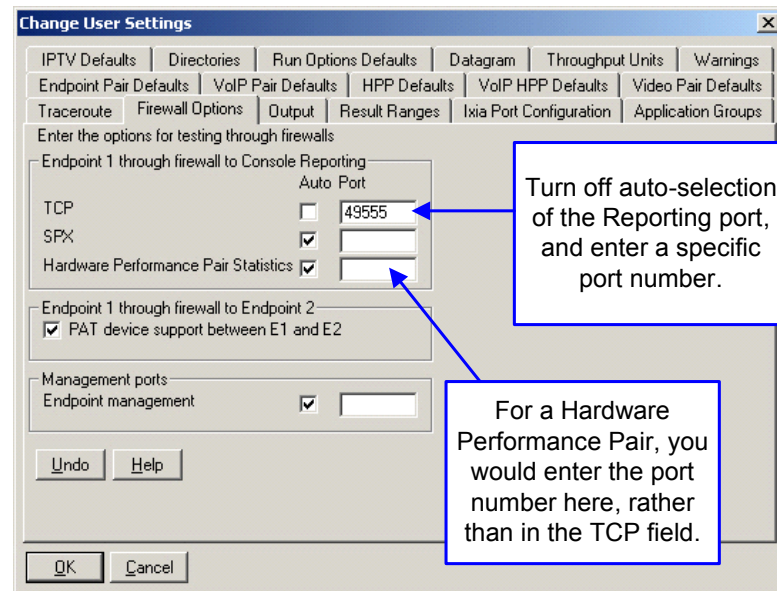 Change User Settings
IPTV Defaults Directories Run Options Defaults Datagram Throughput Units Warnings
Endpoint Pair Defaults VoIP Pair Defaults HPP Defaults VoIP HPP Defaults Video Pair Defaults
Traceroute Firewall Options Output Result Ranges Ixia Port Configuration Application Groups
Enter the options for testing through firewalls
Endpoint 1 through firewall to Console Reporting
Auto Port
TCP 49555
SPX
Hardware Performance Pair Statistics
Endpoint 1 through firewall to Endpoint 2
PAT device support between E1 and E2
Management ports
Endpoint management
Undo Help
OK Cancel
Turn off auto-selection
of the Reporting port,
and enter a specific
port number.
For a Hardware
Performance Pair, you
would enter the port
number here, rather
than in the TCP field.